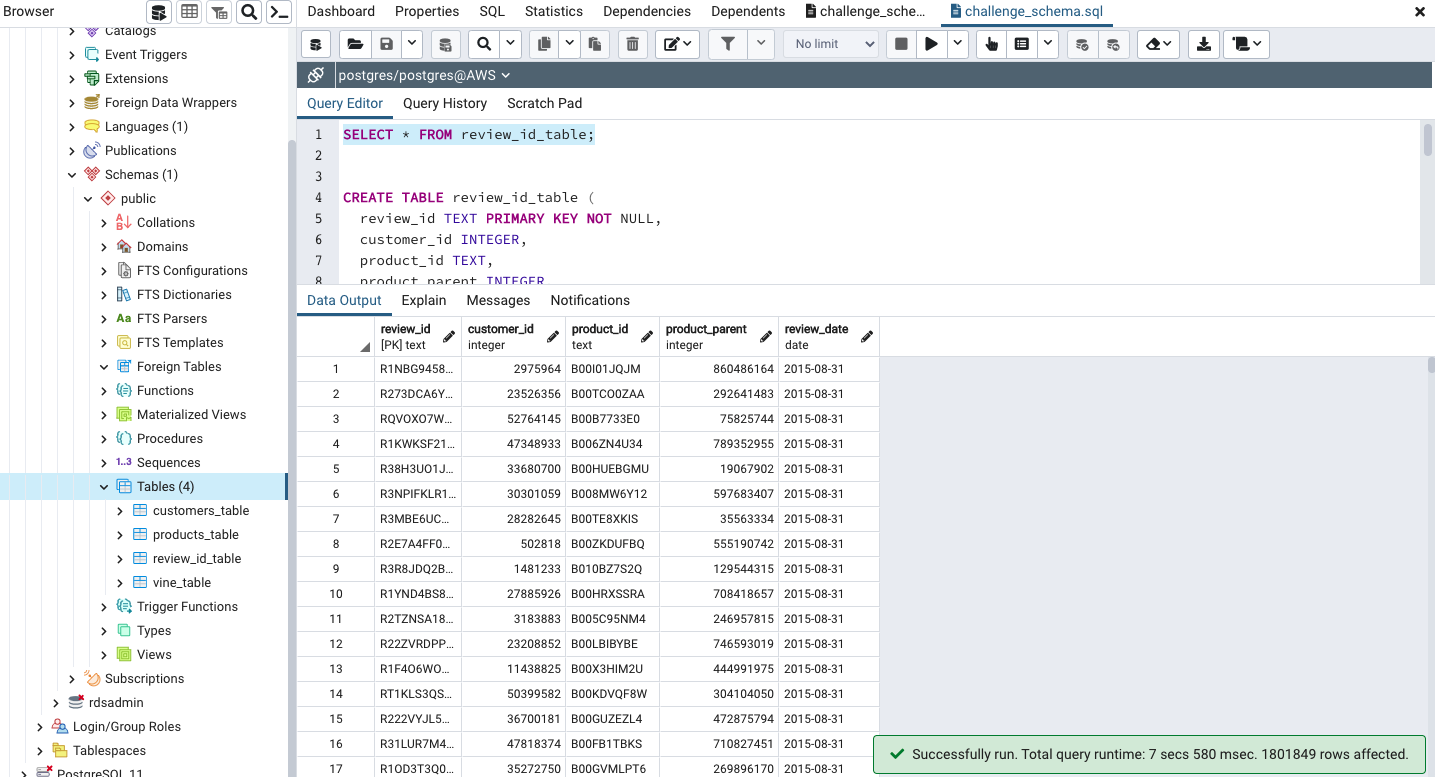 Browser
Catalogs
Event Triggers
Extensions
Foreign Data Wrappers
Languages (1)
Publications
Schemas (1)
public
Collations
Domains
FTS Configurations
FTS Dictionaries
Aa FTS Parsers
FTS Templates
Foreign Tables
Functions
Materialized Views
Procedures
1..3 Sequences
Tables (4)
customers_table
products_table
review_id_table
vine_table
Trigger Functions
Types
Views
Subscriptions
rdsadmin
Login/Group Roles
Tablespaces
PostgreSQL 11
Dashboard Properties SQL Statistics Dependencies Dependents challenge_sche... challenge_schema.sql
No limit
postgres/postgres@AWS
Query Editor Query History Scratch Pad
1 SELECT * FROM review_id_table;
2
3
4 CREATE TABLE review_id_table (
5 review_id TEXT PRIMARY KEY NOT NULL,
6 customer_id INTEGER,
7 product_id TEXT,
8 product_parent INTEGER
Data Output Explain Messages Notifications
review_id customer_id product_id product_parent review_date
[PK] text integer text integer date
1 R1NBG9458... 2975964 B00I01JQJM 860486164 2015-08-31
2 R273DCA6Y... 23526356 B00TCO0ZAA 292641483 2015-08-31
3 RQVOXO7W... 52764145 B00B7733E0 75825744 2015-08-31
4 R1KWKSF21... 47348933 B006ZN4U34 789352955 2015-08-31
5 R38H3UO1J... 33680700 B00HUEBGMU 19067902 2015-08-31
6 R3NPIFKLR1... 30301059 B008MW6Y12 597683407 2015-08-31
7 R3MBE6UC... 28282645 B00TE8XKIS 35563334 2015-08-31
8 R2E7A4FF0... 502818 B00ZKDUFBQ 555190742 2015-08-31
9 R3R8JDQ2B... 1481233 B010BZ7S2Q 129544315 2015-08-31
10 R1YND4BS8... 27885926 B00HRXSSRA 708418657 2015-08-31
11 R2TZNSA18... 3183883 B005C95NM4 246957815 2015-08-31
12 R22ZVRDPP... 23208852 B00LBIBYBE 746593019 2015-08-31
13 R1F4O6WO... 11438825 B00X3HIM2U 444991975 2015-08-31
14 RT1KLS3QS... 50399582 B00KDVQF8W 304104050 2015-08-31
15 R222VYJL5... 36700181 B00GUZEZL4 472875794 2015-08-31
16 R31LUR7M4... 47818374 B00FB1TBKS 710827451 2015-08-31
17 R1OD3T3Q0... 35272750 B00GVMLPT6 269896170 2015-08-31
Successfully run. Total query runtime: 7 secs 580 msec. 1801849 rows affected.